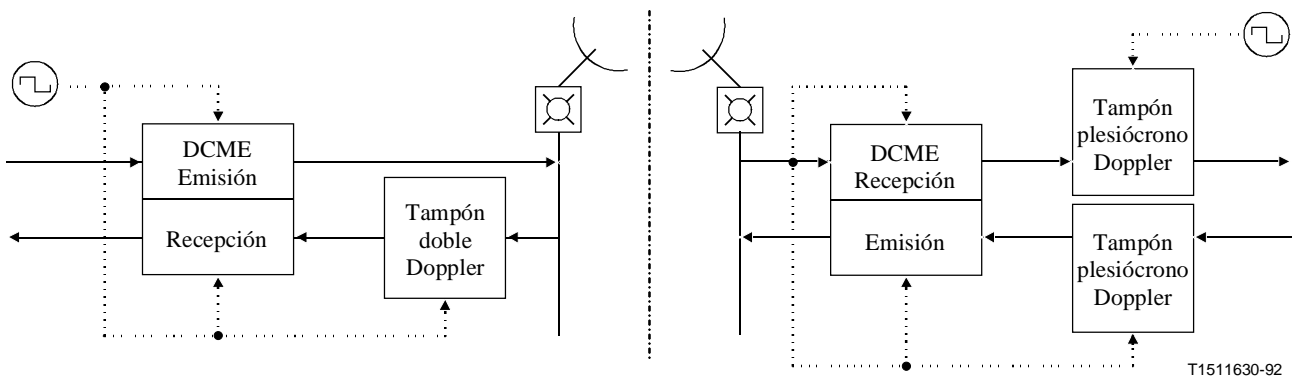 DCME
Emisión
Recepción
Tampón
doble
Doppler
DCME
Recepción
Emisión
Tampón
plesiócrono
Doppler
Tampón
plesiócrono
Doppler
T1511630-92